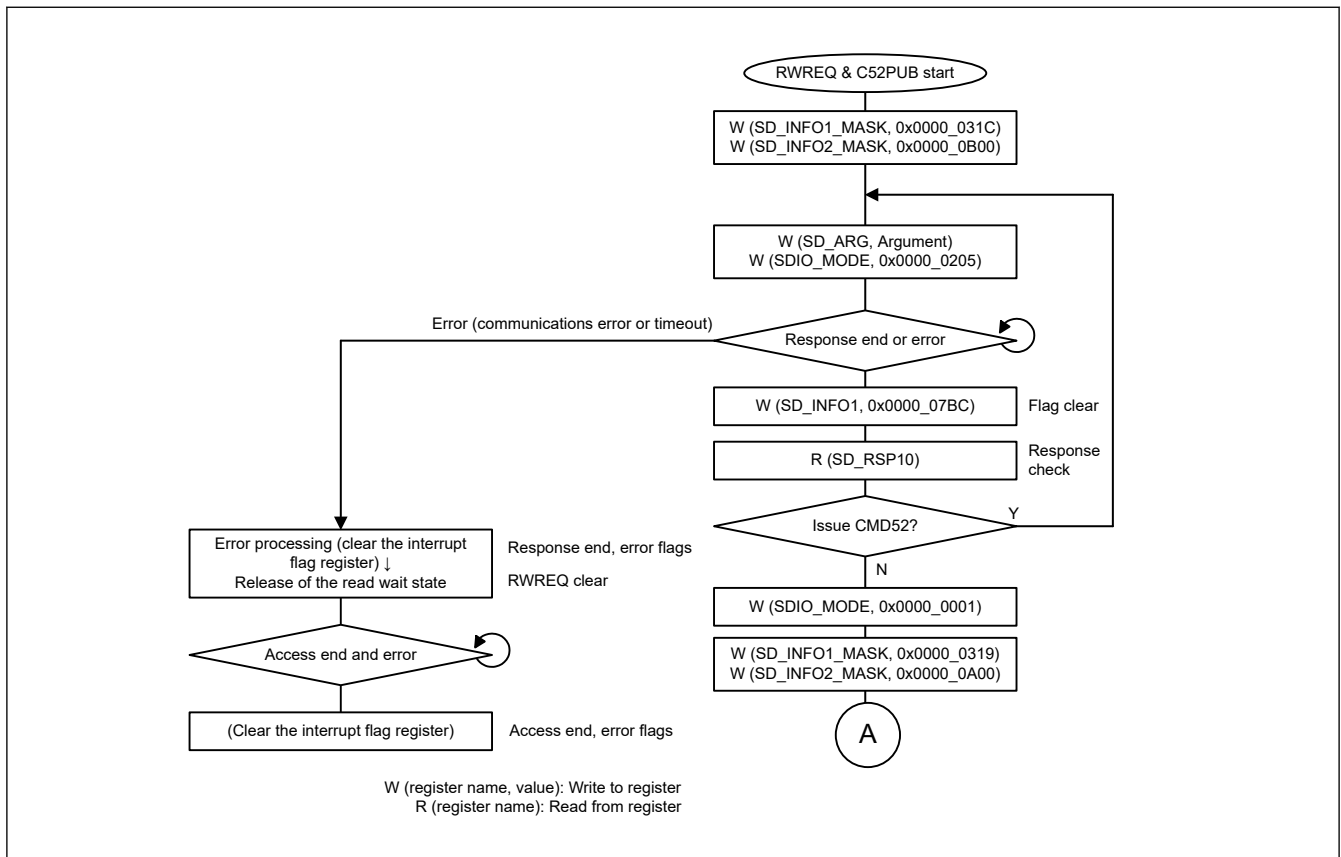 RWREQ & C52PUB start
W (SD_INFO1_MASK, 0x0000_031C)
W (SD_INFO2_MASK, 0x0000_0B00)
W (SD_ARG, Argument)
W (SDIO_MODE, 0x0000_0205)
Error (communications error or timeout)
Response end or error
W (SD_INFO1, 0x0000_07BC)
Flag clear
R (SD_RSP10)
Response
check
Issue CMD52?
Y
N
Error processing (clear the interrupt
flag register) ↓
Release of the read wait state
Response end, error flags
RWREQ clear
W (SDIO_MODE, 0x0000_0001)
Access end and error
W (SD_INFO1_MASK, 0x0000_0319)
W (SD_INFO2_MASK, 0x0000_0A00)
(Clear the interrupt flag register)
Access end, error flags
A
W (register name, value): Write to register
R (register name): Read from register